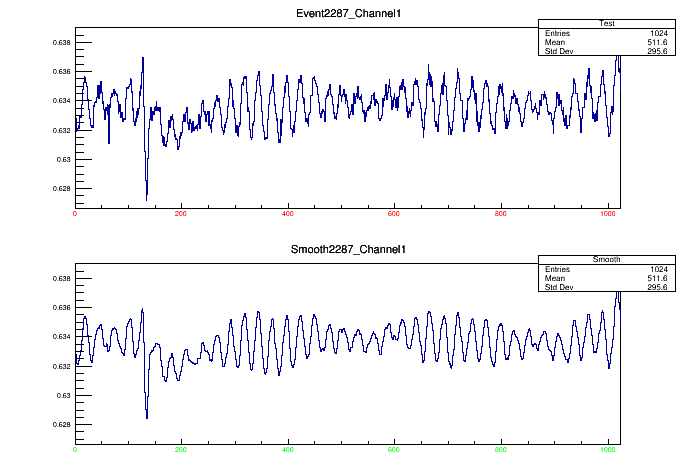 Event2287_Channel1
Test
Entries 1024
Mean 511.6
Std Dev 295.6
0.638
0.636
0.634
0.632
0.63
0.628
0 200 400 600 800 1000
Smooth2287_Channel1
Smooth
Entries 1024
Mean 511.6
Std Dev 295.6
0.638
0.636
0.634
0.632
0.63
0.628
0 200 400 600 800 1000